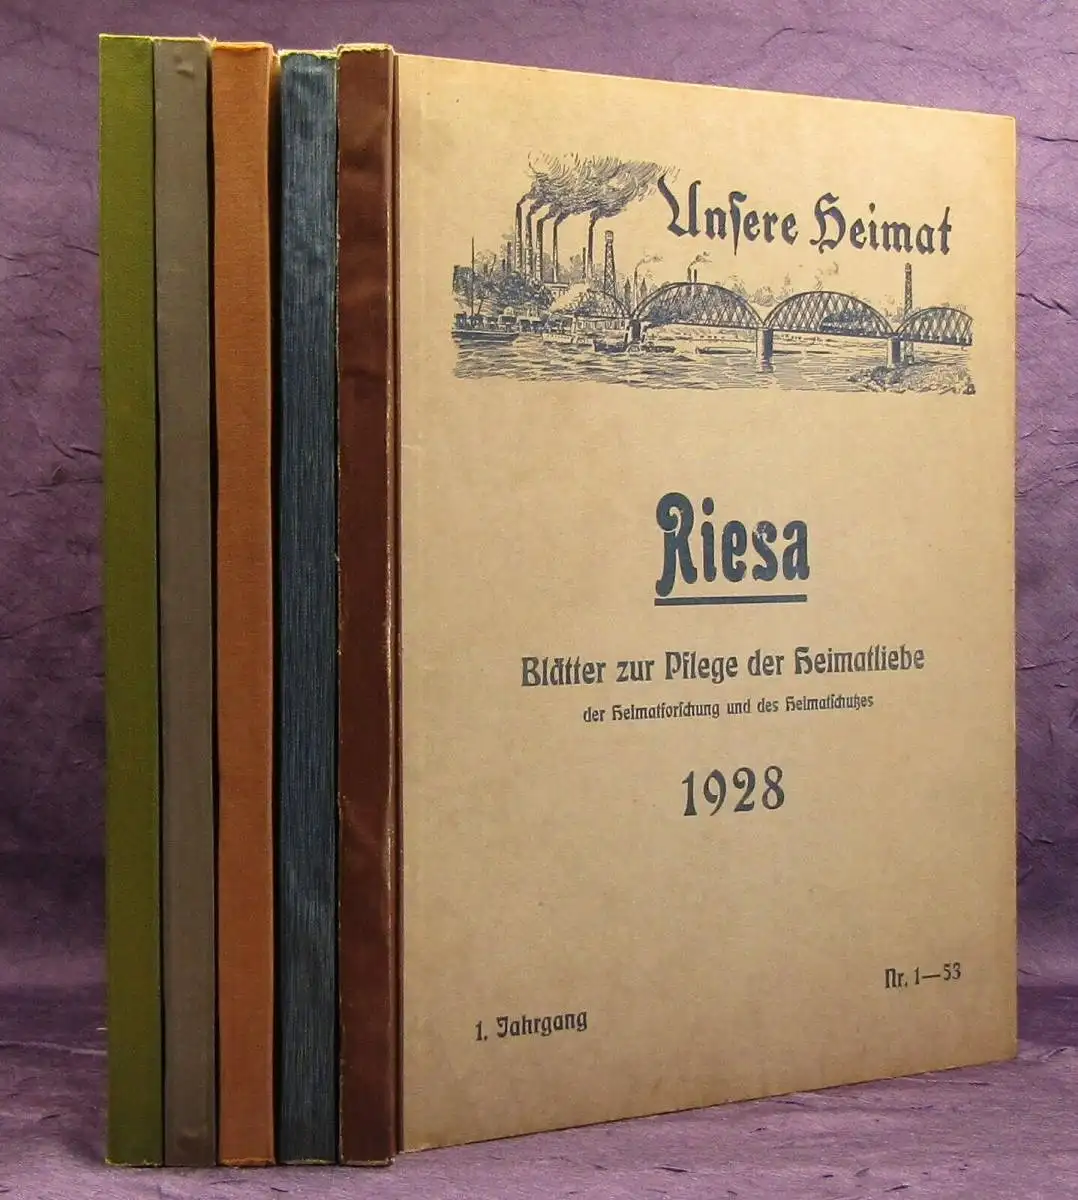 Unſere Heimat
Riesa
Blätter zur Pflege der Heimatliebe
der Heimatforſchung und des Heimatſchutzes
1928
Nr. 1—53
1. Jahrgang